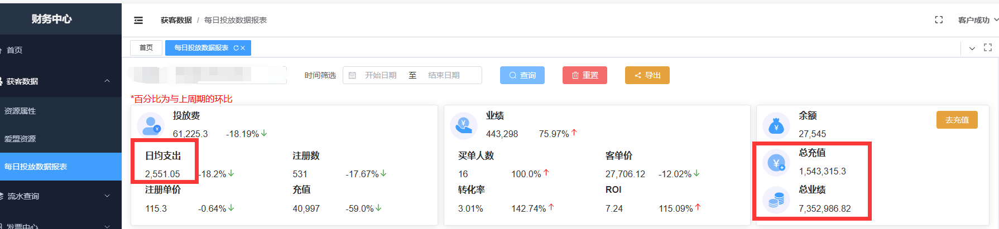 财务中心
获客数据 / 每日投放数据报表
客户成功
首页
首页
每日投放数据报表
获客数据
资源属性
爱盟资源
每日投放数据报表
流水查询
发票中心
时间筛选
开始日期 至 结束日期
查询
重置
导出
*百分比为与上周期的环比
投放费
61,225.3 -18.19%↓
日均支出
2,551.05 -18.2%↓
注册数
531 -17.67%↓
注册单价
115.3 -0.64%↓
充值
40,997 -59.0%↓
业绩
443,298 75.97%↑
买单人数
16 100.0%↑
客单价
27,706.12 -12.02%↓
转化率
3.01% 142.74%↑
ROI
7.24 115.09%↑
余额
27,545
去充值
总充值
1,543,315.3
总业绩
7,352,986.82